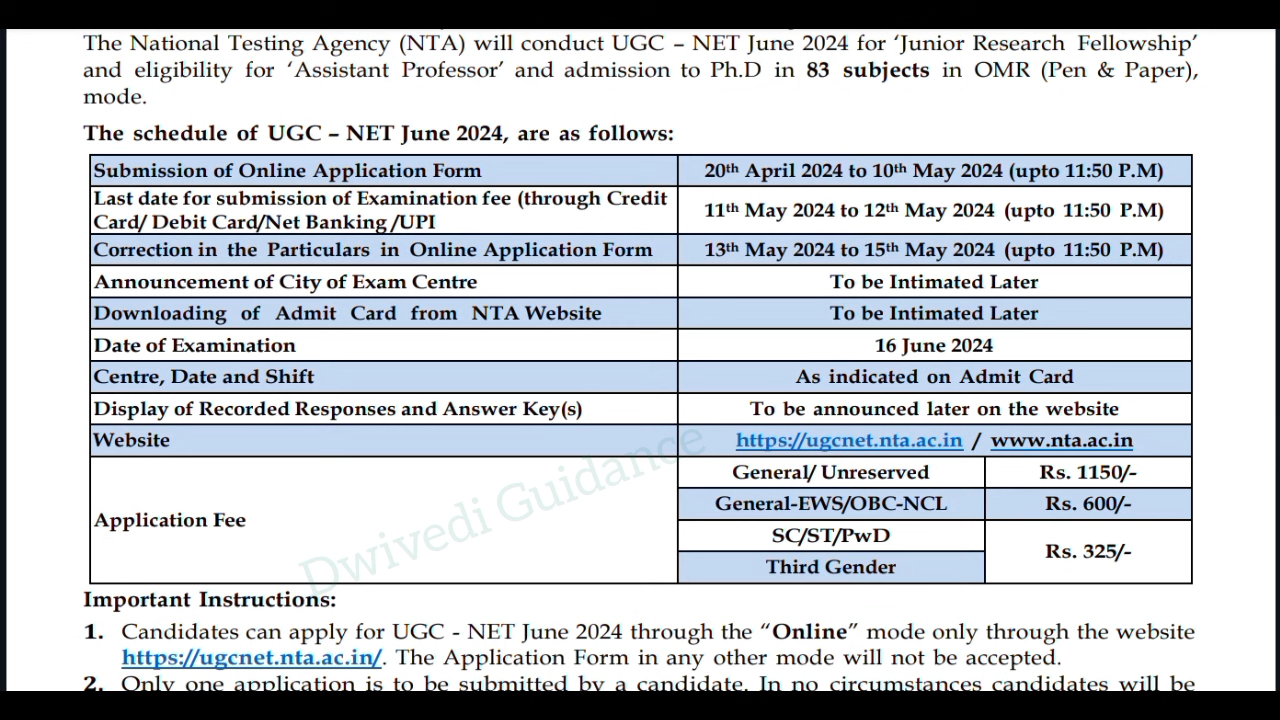 The National Testing Agency (NTA) will conduct UGC – NET June 2024 for ‘Junior Research Fellowship’
and eligibility for ‘Assistant Professor’ and admission to Ph.D in 83 subjects in OMR (Pen & Paper),
mode.
The schedule of UGC – NET June 2024, are as follows:
Submission of Online Application Form 20th April 2024 to 10th May 2024 (upto 11:50 P.M)
Last date for submission of Examination fee (through Credit
Card/ Debit Card/Net Banking /UPI 11th May 2024 to 12th May 2024 (upto 11:50 P.M)
Correction in the Particulars in Online Application Form 13th May 2024 to 15th May 2024 (upto 11:50 P.M)
Announcement of City of Exam Centre To be Intimated Later
Downloading of Admit Card from NTA Website To be Intimated Later
Date of Examination 16 June 2024
Centre, Date and Shift As indicated on Admit Card
Display of Recorded Responses and Answer Key(s) To be announced later on the website
Website https://ugcnet.nta.ac.in / www.nta.ac.in
Application Fee
General/ Unreserved Rs. 1150/-
General-EWS/OBC-NCL Rs. 600/-
SC/ST/PwD
Rs. 325/-
Third Gender
Dwivedi Guidance
Important Instructions:
1. Candidates can apply for UGC - NET June 2024 through the “Online” mode only through the website
https://ugcnet.nta.ac.in/. The Application Form in any other mode will not be accepted.
2. Only one application is to be submitted by a candidate. In no circumstances candidates will be